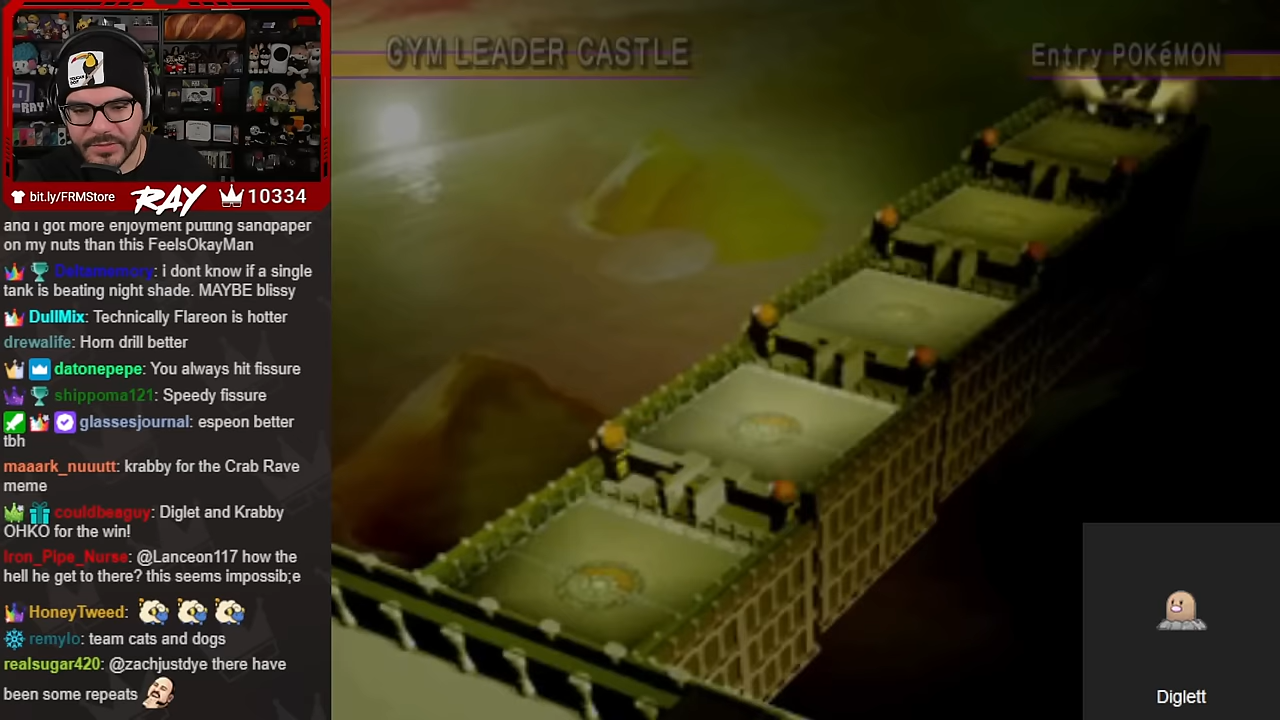 GYM LEADER CASTLE
Entry POKéMON
bit.ly/FRMStore
RAY
10334
and i got more enjoyment putting sandpaper
on my nuts than this FeelsOkayMan
Deltamemory: i dont know if a single
tank is beating night shade. MAYBE blissy
DullMix: Technically Flareon is hotter
drewalife: Horn drill better
datonepepe: You always hit fissure
shippoma121: Speedy fissure
glassesjournal: espeon better
tbh
maaark_nuuutt: krabby for the Crab Rave
meme
couldbeaguy: Diglet and Krabby
OHKO for the win!
Iron_Pipe_Nurse: @Lanceon117 how the
hell he get to there? this seems impossib;e
HoneyTweed:
remylo: team cats and dogs
realsugar420: @zachjustdye there have
been some repeats
Diglett